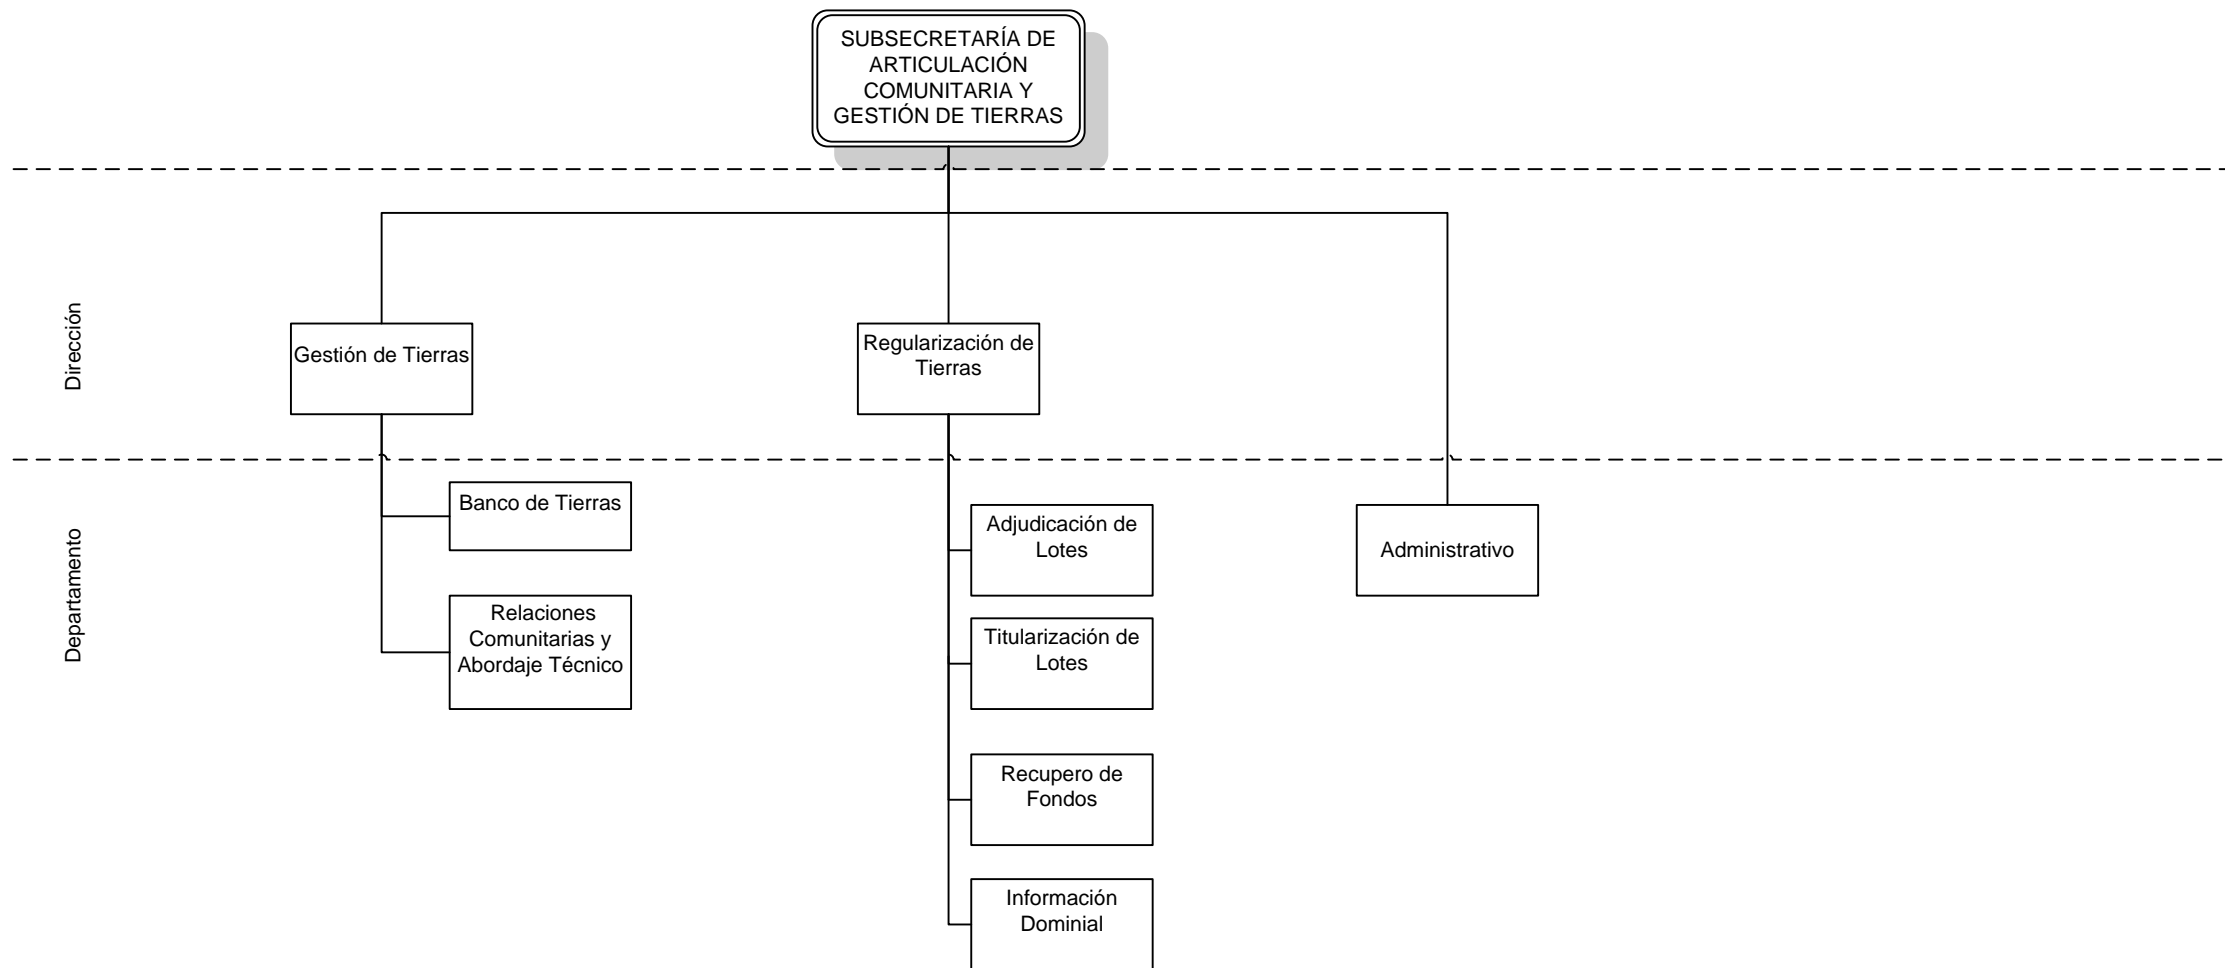 SUBSECRETARÍA DE
ARTICULACIÓN
COMUNITARIA Y
GESTIÓN DE TIERRAS
Dirección
Gestión de Tierras
Regularización de
Tierras
Departamento
Banco de Tierras
Relaciones
Comunitarias y
Abordaje Técnico
Adjudicación de
Lotes
Titularización de
Lotes
Recupero de
Fondos
Información
Dominial
Administrativo